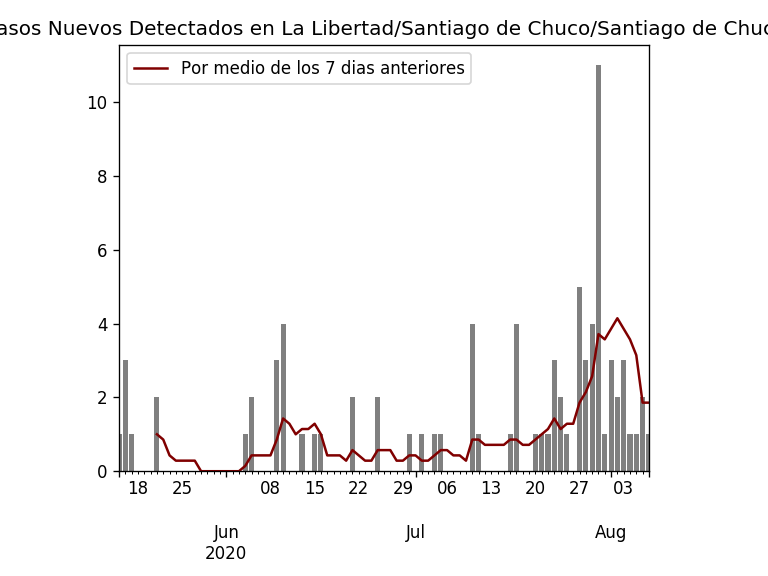 asos Nuevos Detectados en La Libertad/Santiago de Chuco/Santiago de Chuc
Por medio de los 7 dias anteriores
10
8
6
4
2
0
18 25 08 15 22 29 06 13 20 27 03
Jun Jul Aug
2020